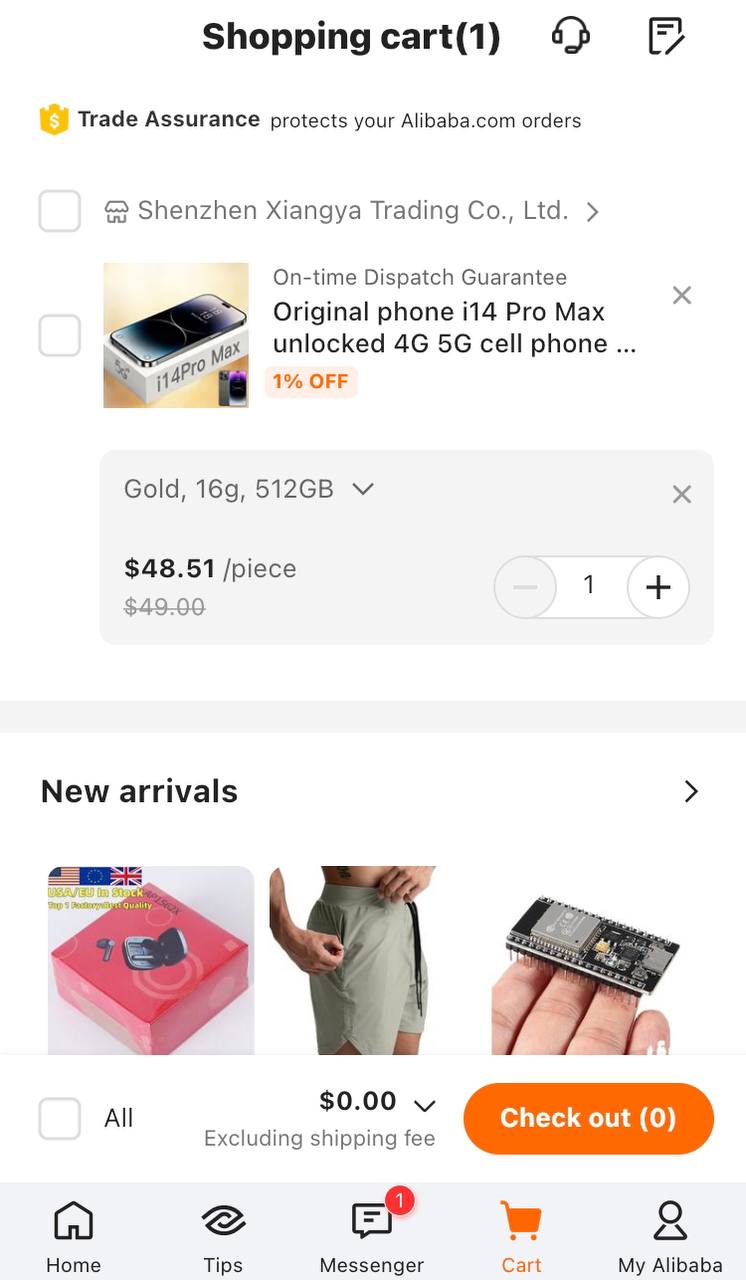 Shopping cart(1)
Trade Assurance protects your Alibaba.com orders
Shenzhen Xiangya Trading Co., Ltd.
On-time Dispatch Guarantee
Original phone i14 Pro Max
unlocked 4G 5G cell phone ...
1% OFF
5G
i14Pro Max
Gold, 16g, 512GB
$48.51 /piece
$49.00
1
New arrivals
USA/EU In Stock
Top 1 Factory:Best Quality
All
$0.00
Excluding shipping fee
Check out (0)
1
Home
Tips
Messenger
Cart
My Alibaba